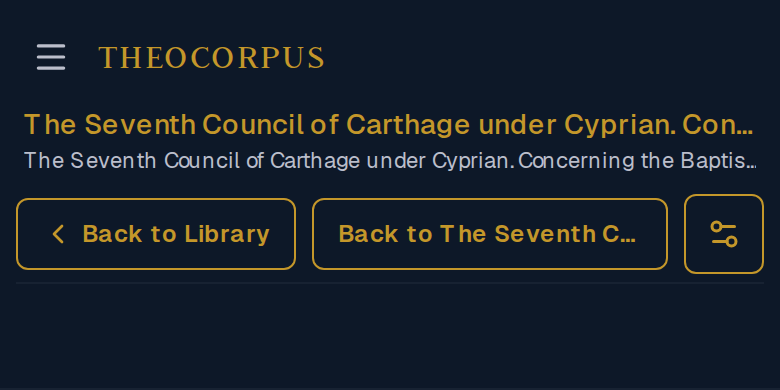 THEOCORPUS
The Seventh Council of Carthage under Cyprian. Con...
The Seventh Council of Carthage under Cyprian. Concerning the Baptis...
Back to Library
Back to The Seventh C...